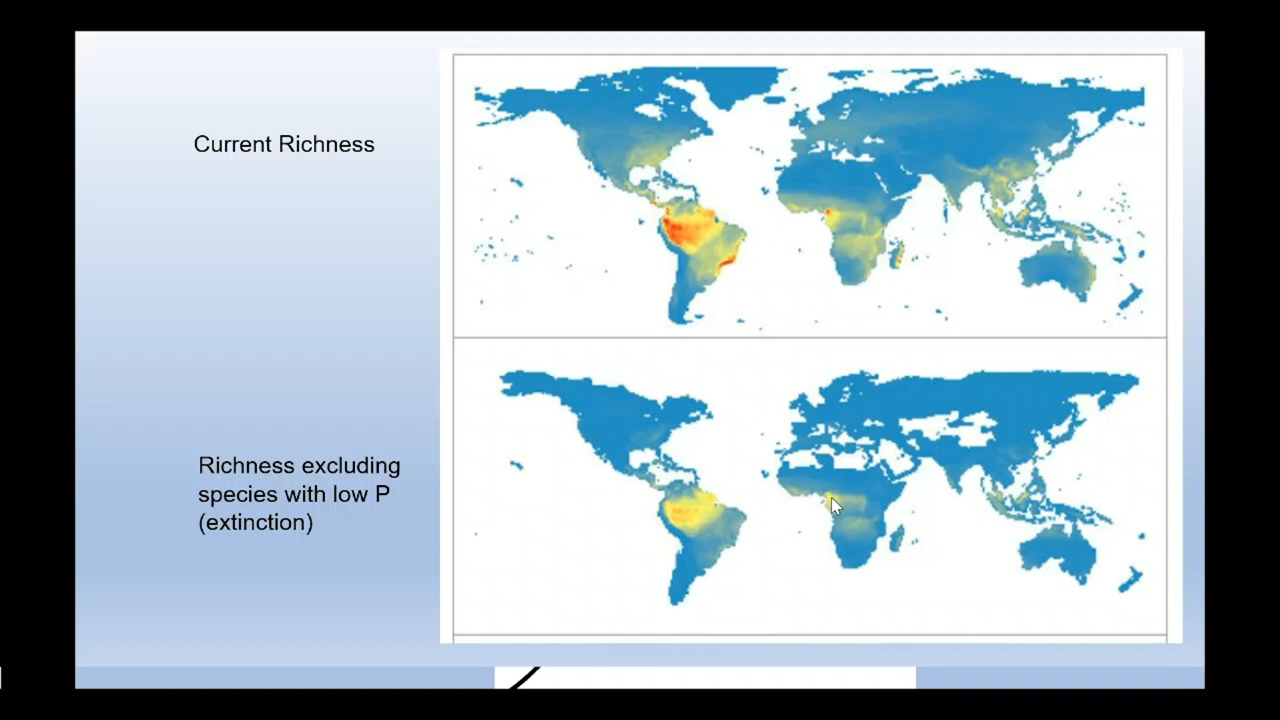 Current Richness
Richness excluding
species with low P
(extinction)